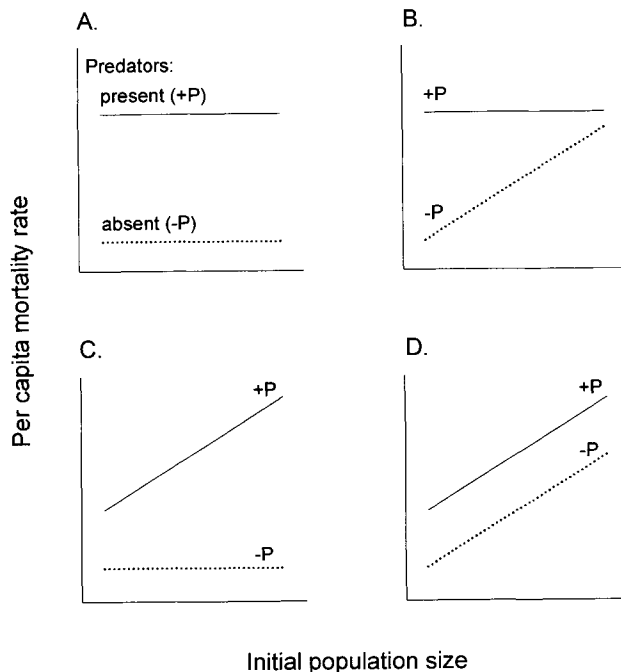 A.
Predators:
present (+P)
absent (-P)
B.
+P
-P
C.
+P
-P
D.
+P
-P
Per capita mortality rate
Initial population size